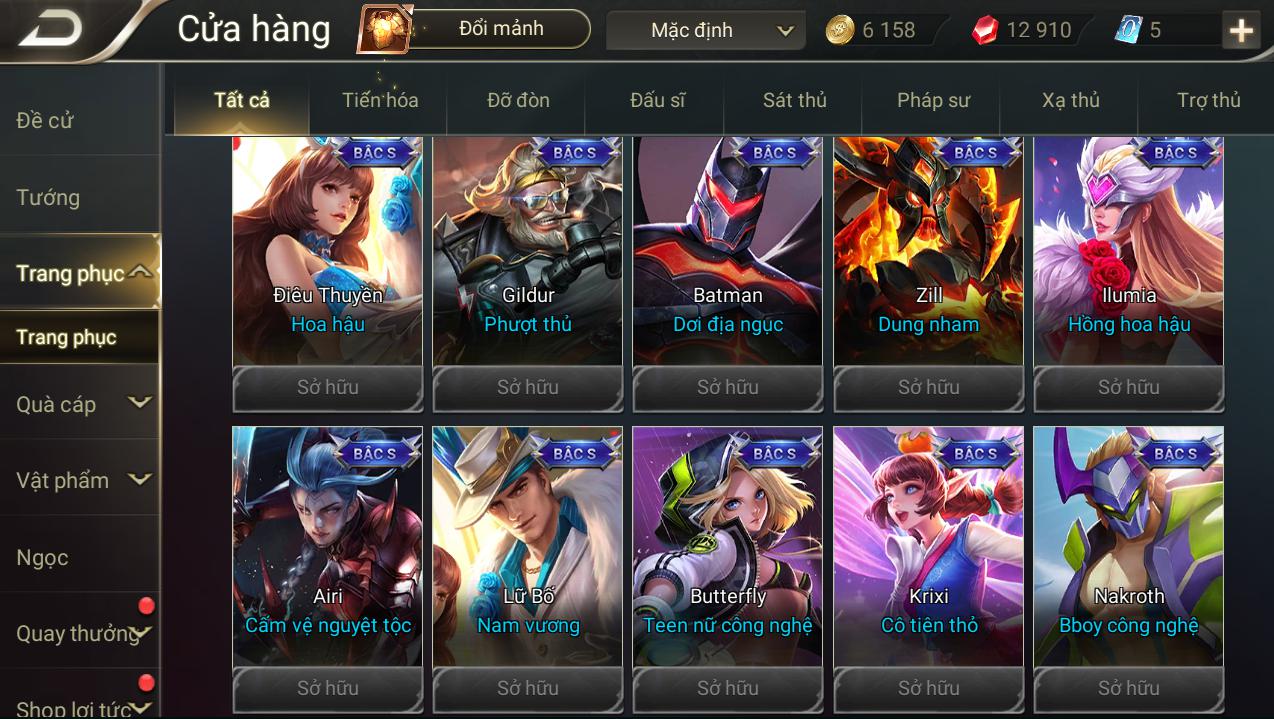 Cửa hàng
Đổi mảnh
Mặc định
6 158
12 910
5
Đề cử
Tướng
Trang phục
Trang phục
Quà cáp
Vật phẩm
Ngọc
Quay thưởng
Shop lợi tức
Tất cả
Tiến hóa
Đỡ đòn
Đấu sĩ
Sát thủ
Pháp sư
Xạ thủ
Trợ thủ
BẬC S
Điêu Thuyền
Hoa hậu
Sở hữu
BẬC S
Gildur
Phượt thủ
Sở hữu
BẬC S
Batman
Dơi địa ngục
Sở hữu
BẬC S
Zill
Dung nham
Sở hữu
BẬC S
Ilumia
Hồng hoa hậu
Sở hữu
BẬC S
Airi
Cấm vệ nguyệt tộc
Sở hữu
BẬC S
Lữ Bố
Nam vương
Sở hữu
BẬC S
Butterfly
Teen nữ công nghệ
Sở hữu
BẬC S
Krixi
Cô tiên thỏ
Sở hữu
BẬC S
Nakroth
Bboy công nghệ
Sở hữu